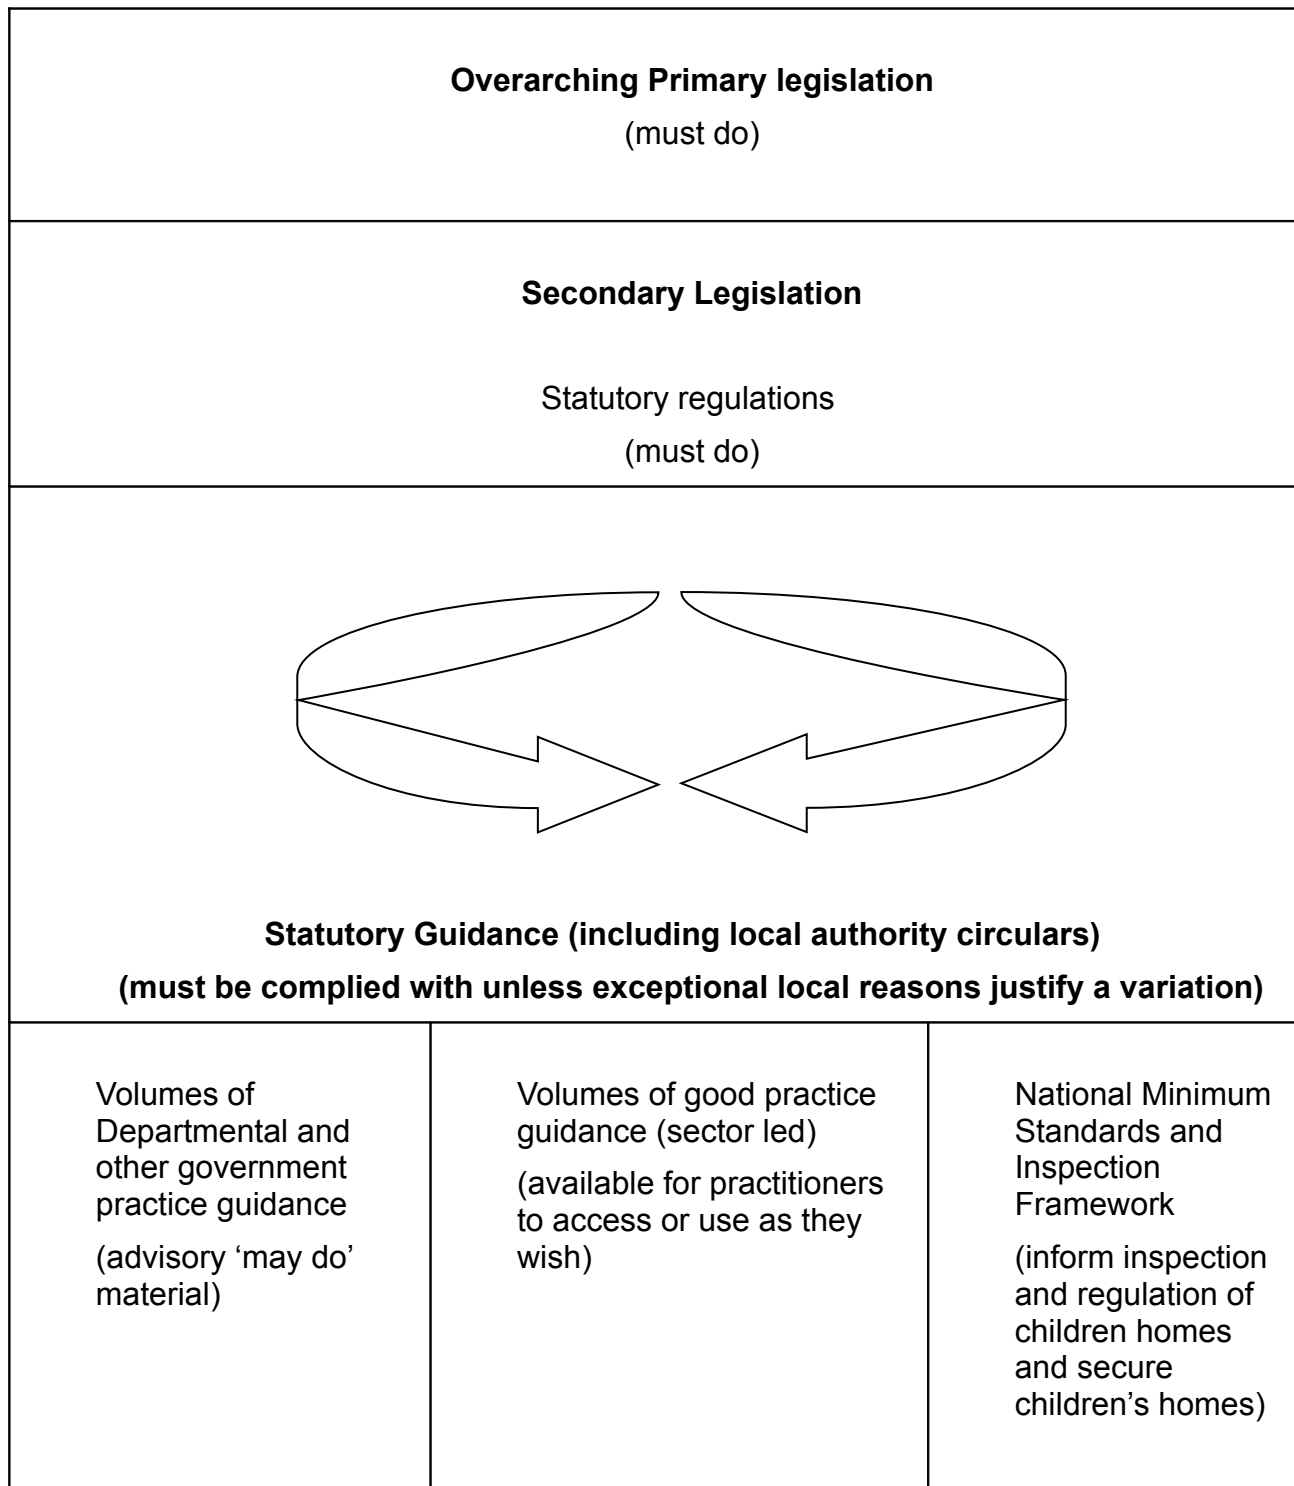 Overarching Primary legislation
(must do)
Secondary Legislation
Statutory regulations
(must do)
Statutory Guidance (including local authority circulars)
(must be complied with unless exceptional local reasons justify a variation)
Volumes of
Departmental and
other government
practice guidance
(advisory ‘may do’
material)
Volumes of good practice
guidance (sector led)
(available for practitioners
to access or use as they
wish)
National Minimum
Standards and
Inspection
Framework
(inform inspection
and regulation of
children homes
and secure
children’s homes)